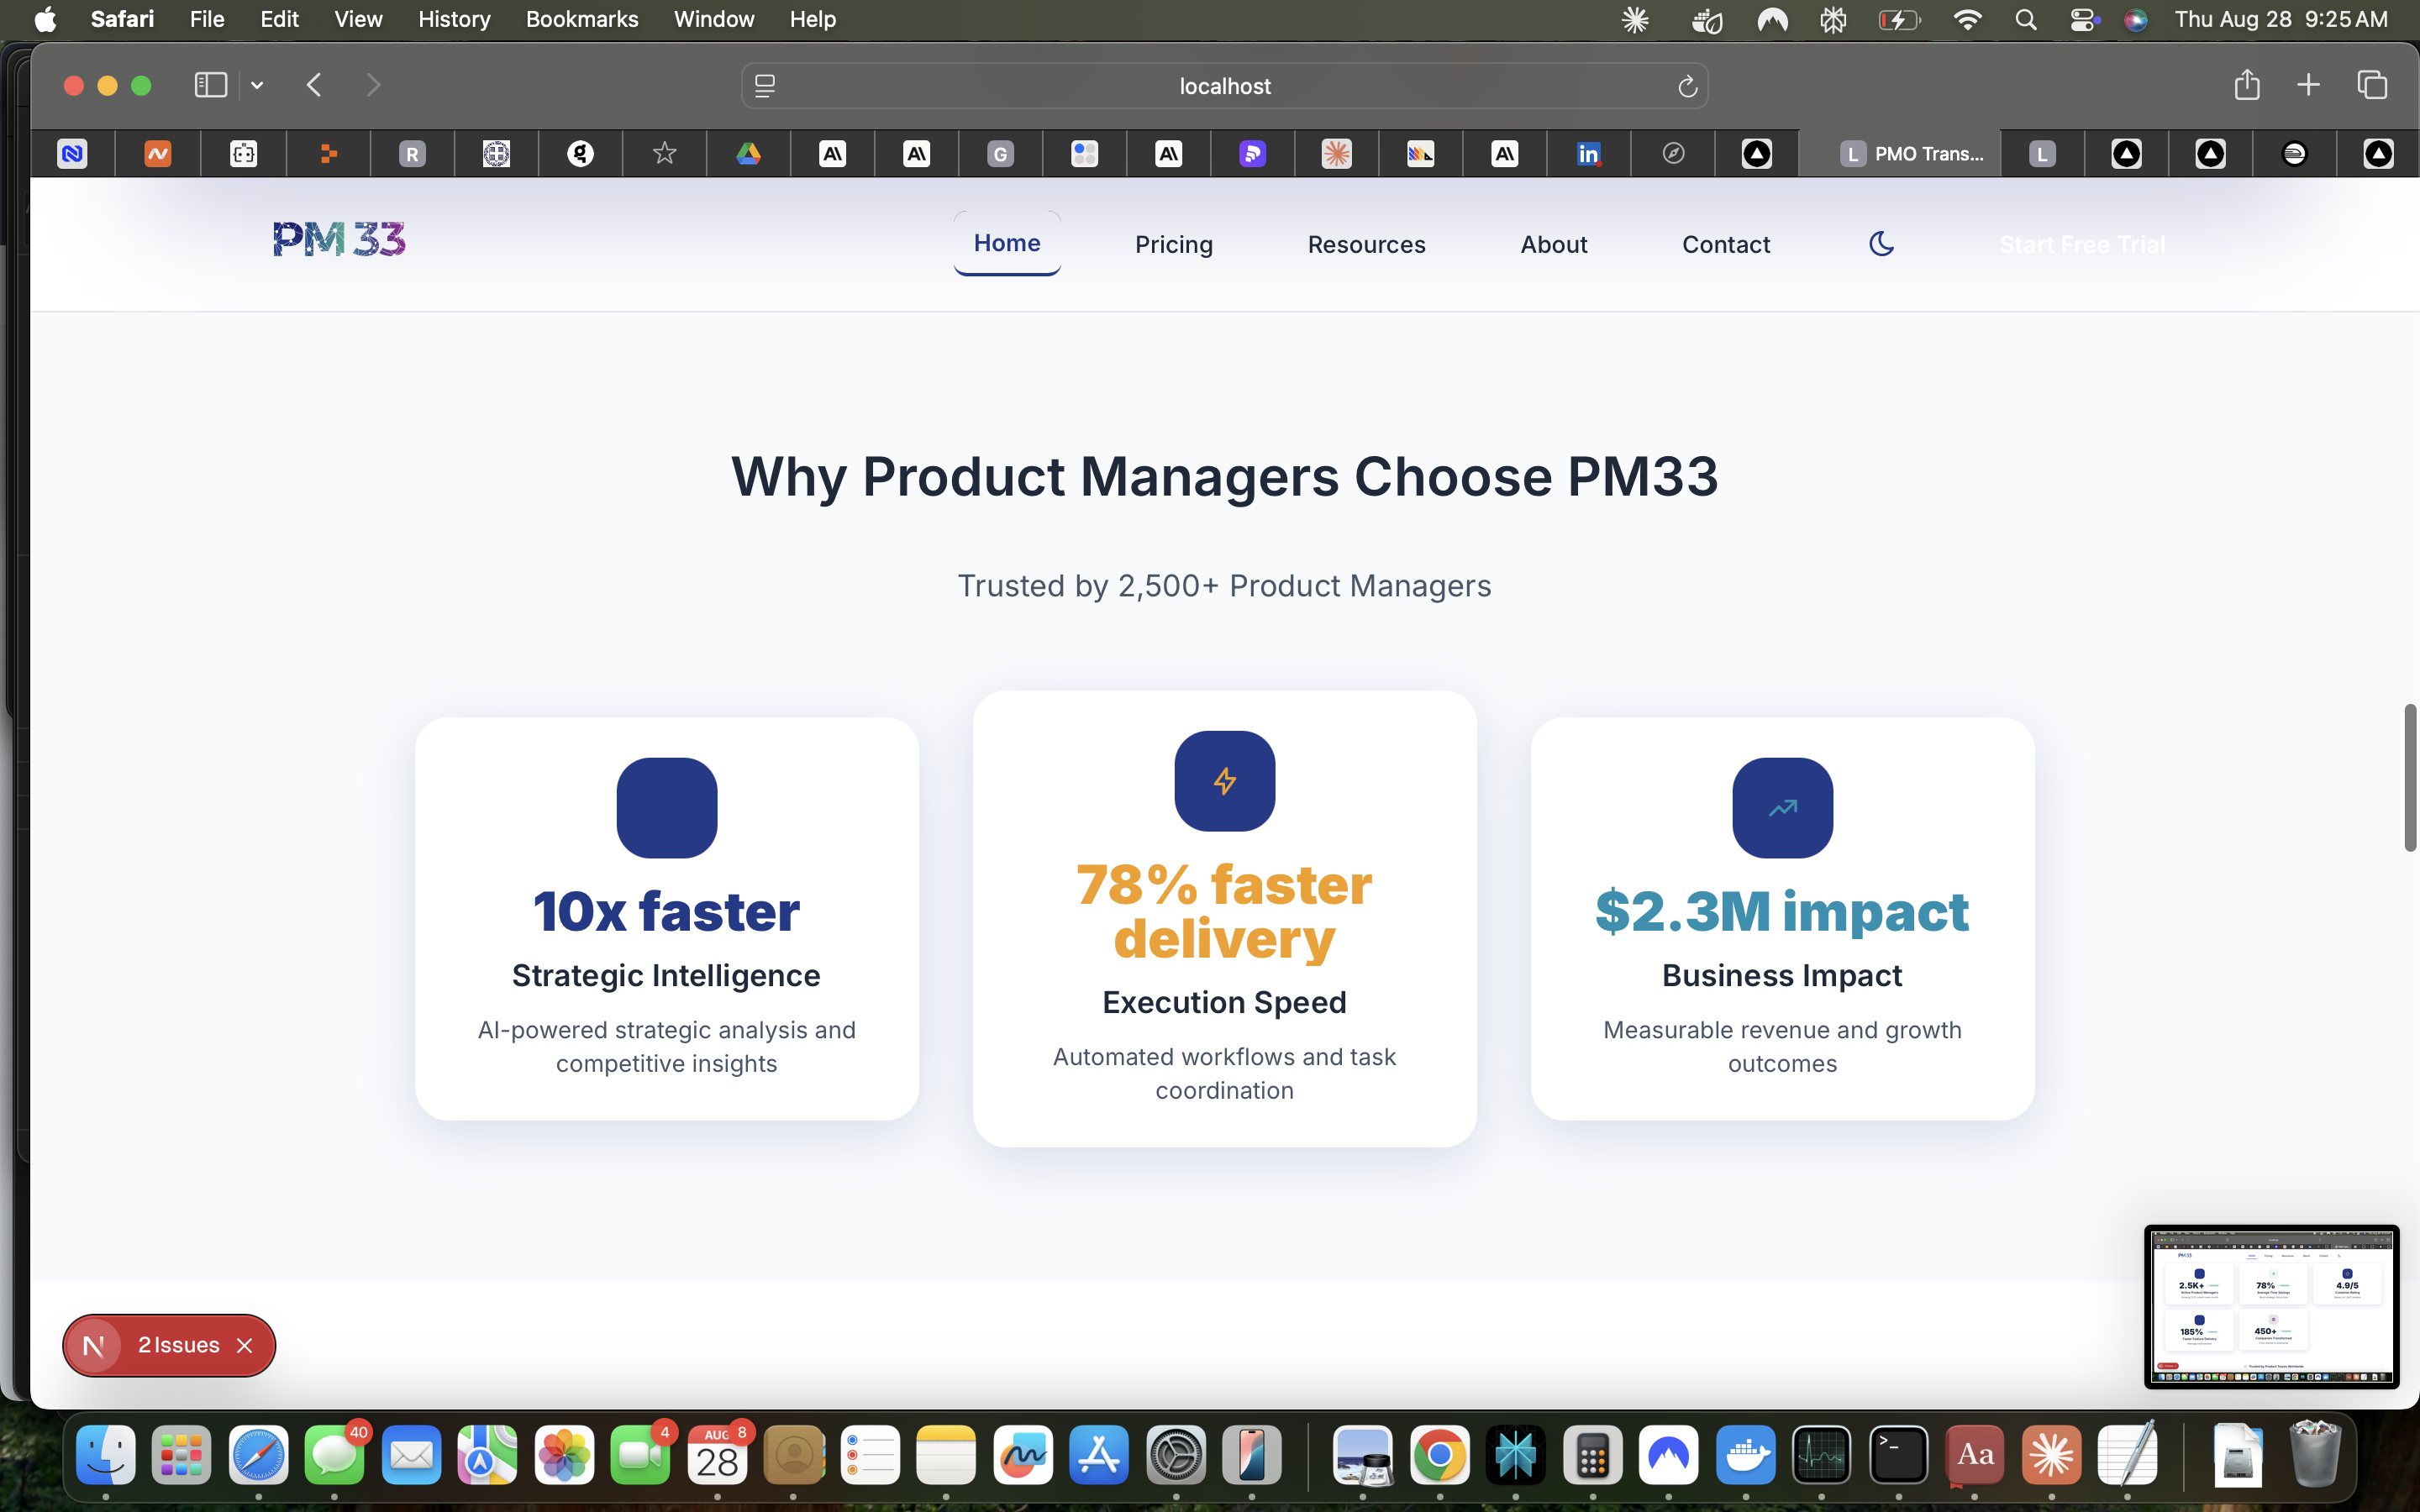 Safari File Edit View History Bookmarks Window Help Thu Aug 28 9:25 AM
localhost
R G in L PMO Trans... L
PM 33 Home Pricing Resources About Contact Start Free Trial
Why Product Managers Choose PM33
Trusted by 2,500+ Product Managers
10x faster
Strategic Intelligence
AI-powered strategic analysis and
competitive insights
78% faster
delivery
Execution Speed
Automated workflows and task
coordination
$2.3M impact
Business Impact
Measurable revenue and growth
outcomes
2.5K+ 78% 4.9/5
185% 450+
N 2 Issues
40 4 AUG 8
28
Aa